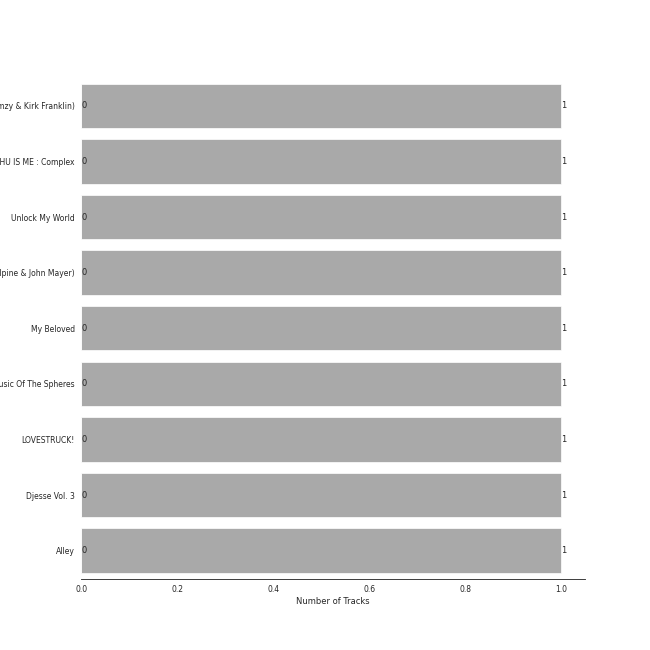 mzy & Kirk Franklin) 0 1
HU IS ME : Complex 0 1
Unlock My World 0 1
lpine & John Mayer) 0 1
My Beloved 0 1
usic Of The Spheres 0 1
LOVESTRUCK! 0 1
Djesse Vol. 3 0 1
Alley 0 1
0.0 0.2 0.4 0.6 0.8 1.0
Number of Tracks